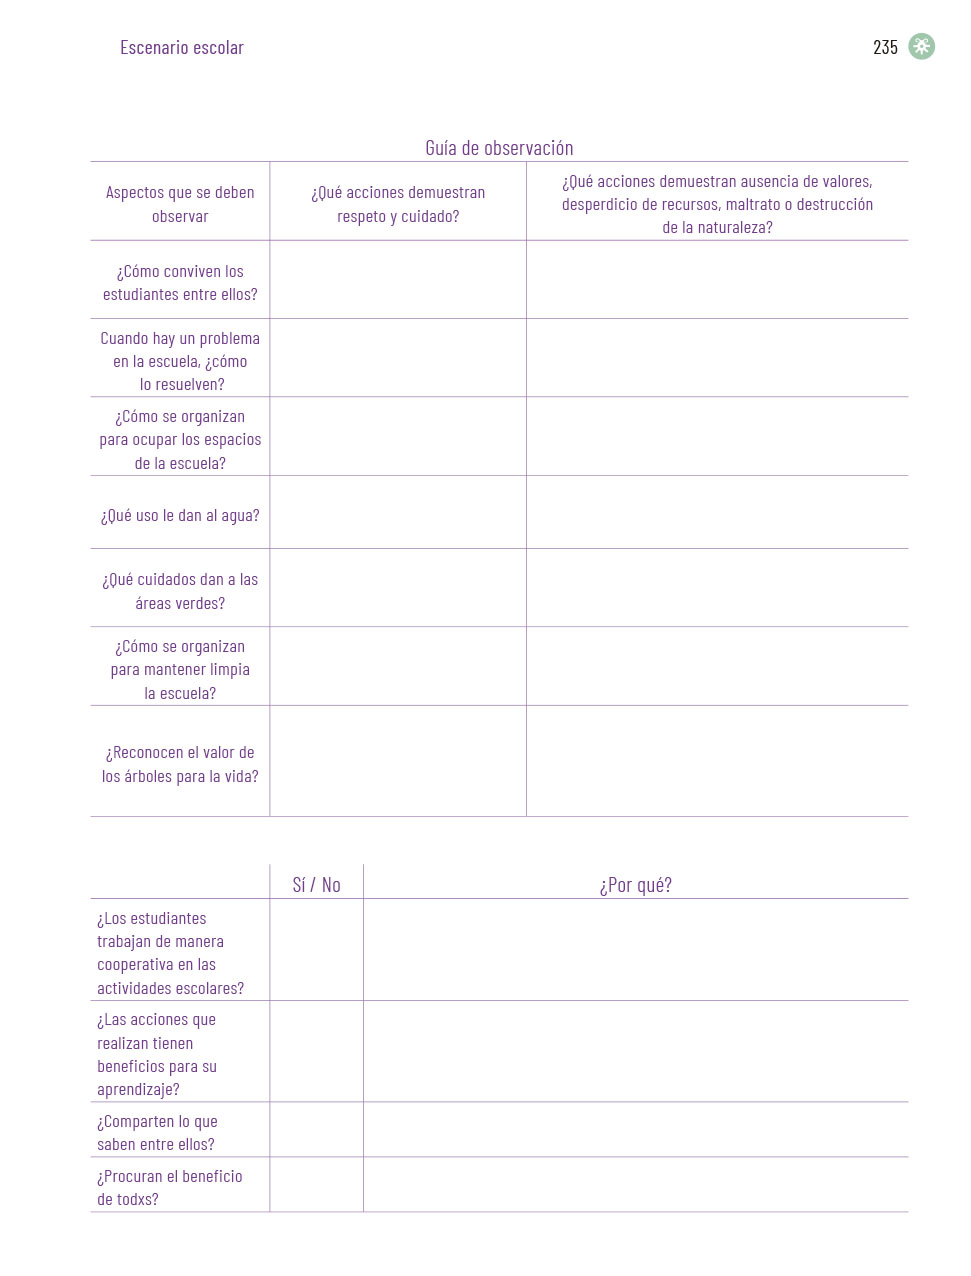 Escenario escolar
235
Guía de observación
Aspectos que se deben
observar
¿Qué acciones demuestran
respeto y cuidado?
¿Qué acciones demuestran ausencia de valores,
desperdicio de recursos, maltrato o destrucción
de la naturaleza?
¿Cómo conviven los
estudiantes entre ellos?
Cuando hay un problema
en la escuela, ¿cómo
lo resuelven?
¿Cómo se organizan
para ocupar los espacios
de la escuela?
¿Qué uso le dan al agua?
¿Qué cuidados dan a las
áreas verdes?
¿Cómo se organizan
para mantener limpia
la escuela?
¿Reconocen el valor de
los árboles para la vida?
Sí / No
¿Por qué?
¿Los estudiantes
trabajan de manera
cooperativa en las
actividades escolares?
¿Las acciones que
realizan tienen
beneficios para su
aprendizaje?
¿Comparten lo que
saben entre ellos?
¿Procuran el beneficio
de todxs?